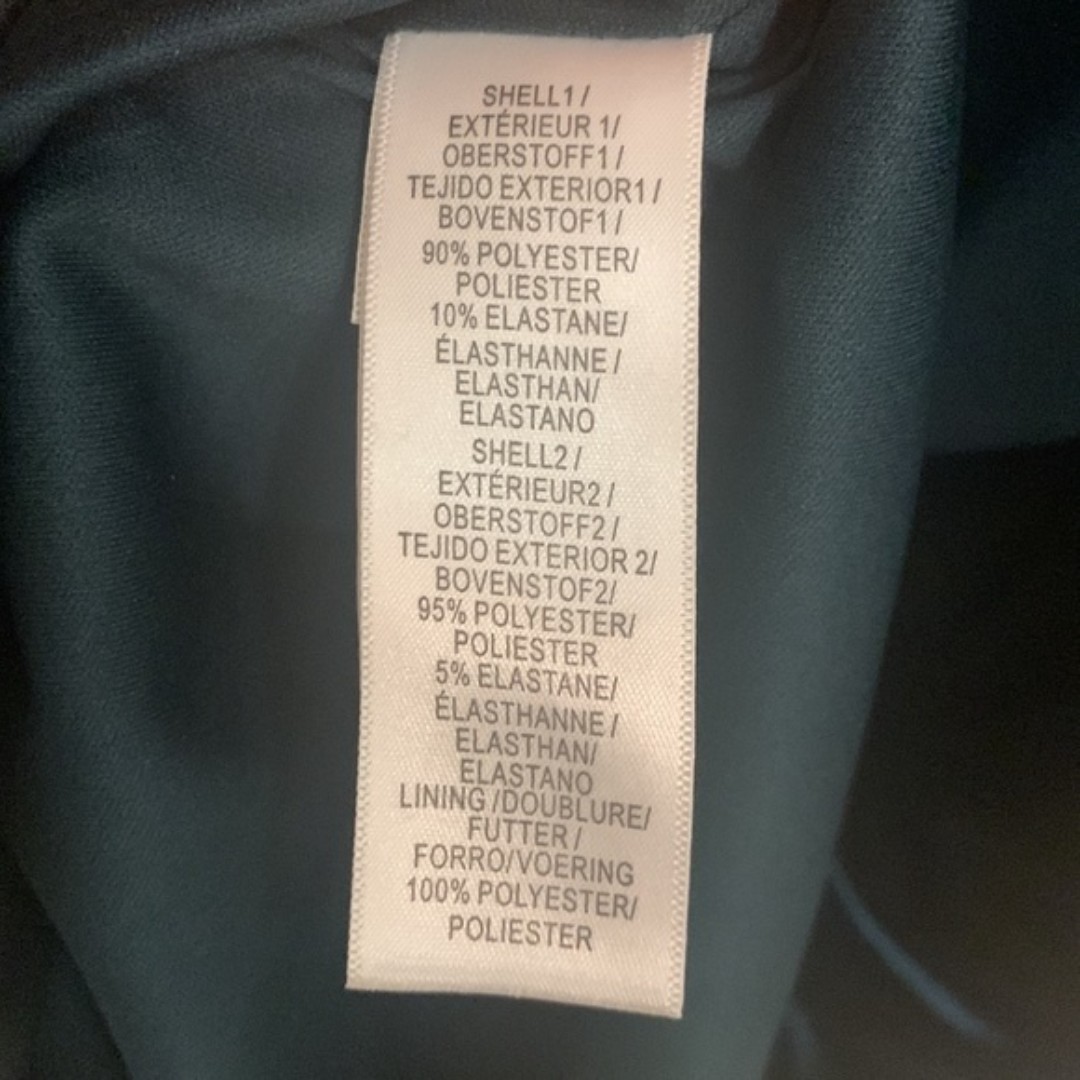 SHELL1 /
EXTÉRIEUR 1/
OBERSTOFF1 /
TEJIDO EXTERIOR1 /
BOVENSTOF1 /
90% POLYESTER/
POLIESTER
10% ELASTANE/
ÉLASTHANNE /
ELASTHAN/
ELASTANO
SHELL2 /
EXTÉRIEUR2 /
OBERSTOFF2 /
TEJIDO EXTERIOR 2/
BOVENSTOF2/
95% POLYESTER/
POLIESTER
5% ELASTANE/
ÉLASTHANNE /
ELASTHAN/
ELASTANO
LINING /DOUBLURE/
FUTTER /
FORRO/VOERING
100% POLYESTER/
POLIESTER